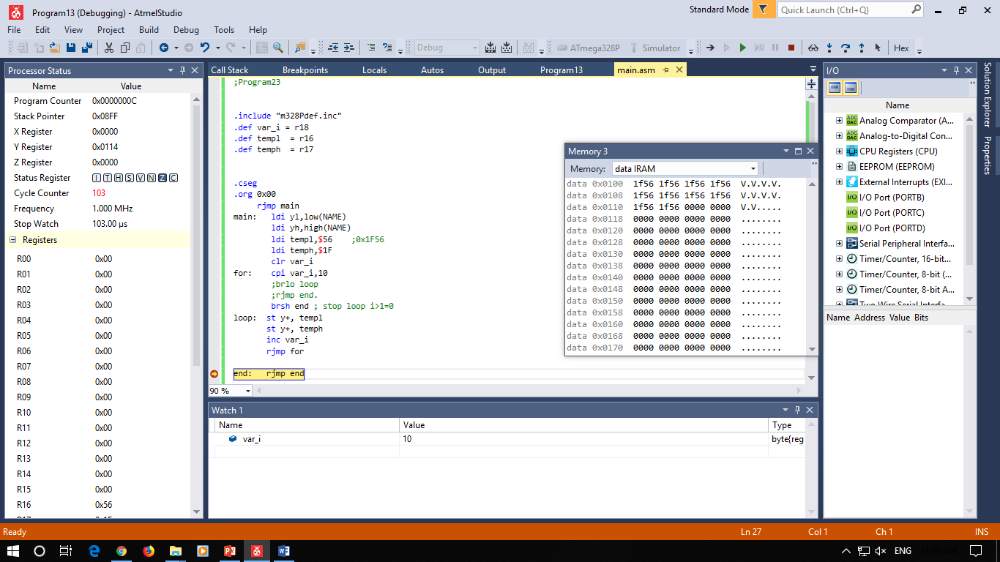 Program13 (Debugging) - AtmelStudio
Standard Mode
Quick Launch (Ctrl+Q)
File Edit View Project Build Debug Tools Help
Debug
ATmega328P
Simulator
Hex
Processor Status
Name Value
Program Counter 0x0000000C
Stack Pointer 0x08FF
X Register 0x0000
Y Register 0x0114
Z Register 0x0000
Status Register I T H S V N Z C
Cycle Counter 103
Frequency 1.000 MHz
Stop Watch 103.00 µs
Registers
R00 0x00
R01 0x00
R02 0x00
R03 0x00
R04 0x00
R05 0x00
R06 0x00
R07 0x00
R08 0x00
R09 0x00
R10 0x00
R11 0x00
R12 0x00
R13 0x00
R14 0x00
R15 0x00
R16 0x56
R17 0x1F
Call Stack Breakpoints Locals Autos Output Program13 main.asm
;Program23
.include "m328Pdef.inc"
.def var_i = r18
.def templ = r16
.def temph = r17
.cseg
.org 0x00
rjmp main
main: ldi yl,low(NAME)
ldi yh,high(NAME)
ldi templ,$56 ;0x1F56
ldi temph,$1F
clr var_i
for: cpi var_i,10
;brlo loop
;rjmp end.
brsh end ; stop loop i>1=0
loop: st y+, templ
st y+, temph
inc var_i
rjmp for
end: rjmp end
90 %
Memory 3
Memory: data IRAM
data 0x0100 1f56 1f56 1f56 1f56 V.V.V.V.
data 0x0108 1f56 1f56 1f56 1f56 V.V.V.V.
data 0x0110 1f56 1f56 0000 0000 V.V.....
data 0x0118 0000 0000 0000 0000 ........
data 0x0120 0000 0000 0000 0000 ........
data 0x0128 0000 0000 0000 0000 ........
data 0x0130 0000 0000 0000 0000 ........
data 0x0138 0000 0000 0000 0000 ........
data 0x0140 0000 0000 0000 0000 ........
data 0x0148 0000 0000 0000 0000 ........
data 0x0150 0000 0000 0000 0000 ........
data 0x0158 0000 0000 0000 0000 ........
data 0x0160 0000 0000 0000 0000 ........
data 0x0168 0000 0000 0000 0000 ........
data 0x0170 0000 0000 0000 0000 ........
Watch 1
Name Value Type
var_i 10 byte{reg
I/O
Name
Analog Comparator (A...
Analog-to-Digital Con...
CPU Registers (CPU)
EEPROM (EEPROM)
External Interrupts (EXI...
I/O Port (PORTB)
I/O Port (PORTC)
I/O Port (PORTD)
Serial Peripheral Interfa...
Timer/Counter, 16-bit...
Timer/Counter, 8-bit (...
Timer/Counter, 8-bit A...
Two Wire Serial Interfa...
Name Address Value Bits
Solution Explorer
Properties
Ready
Ln 27 Col 1 Ch 1 INS
ENG